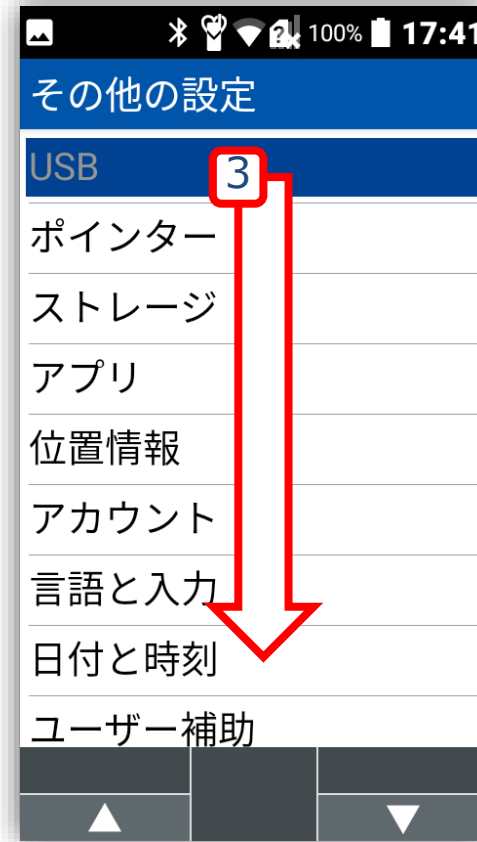 100% 17:41
その他の設定
USB
3
ポインター
ストレージ
アプリ
位置情報
アカウント
言語と入力
日付と時刻
ユーザー補助